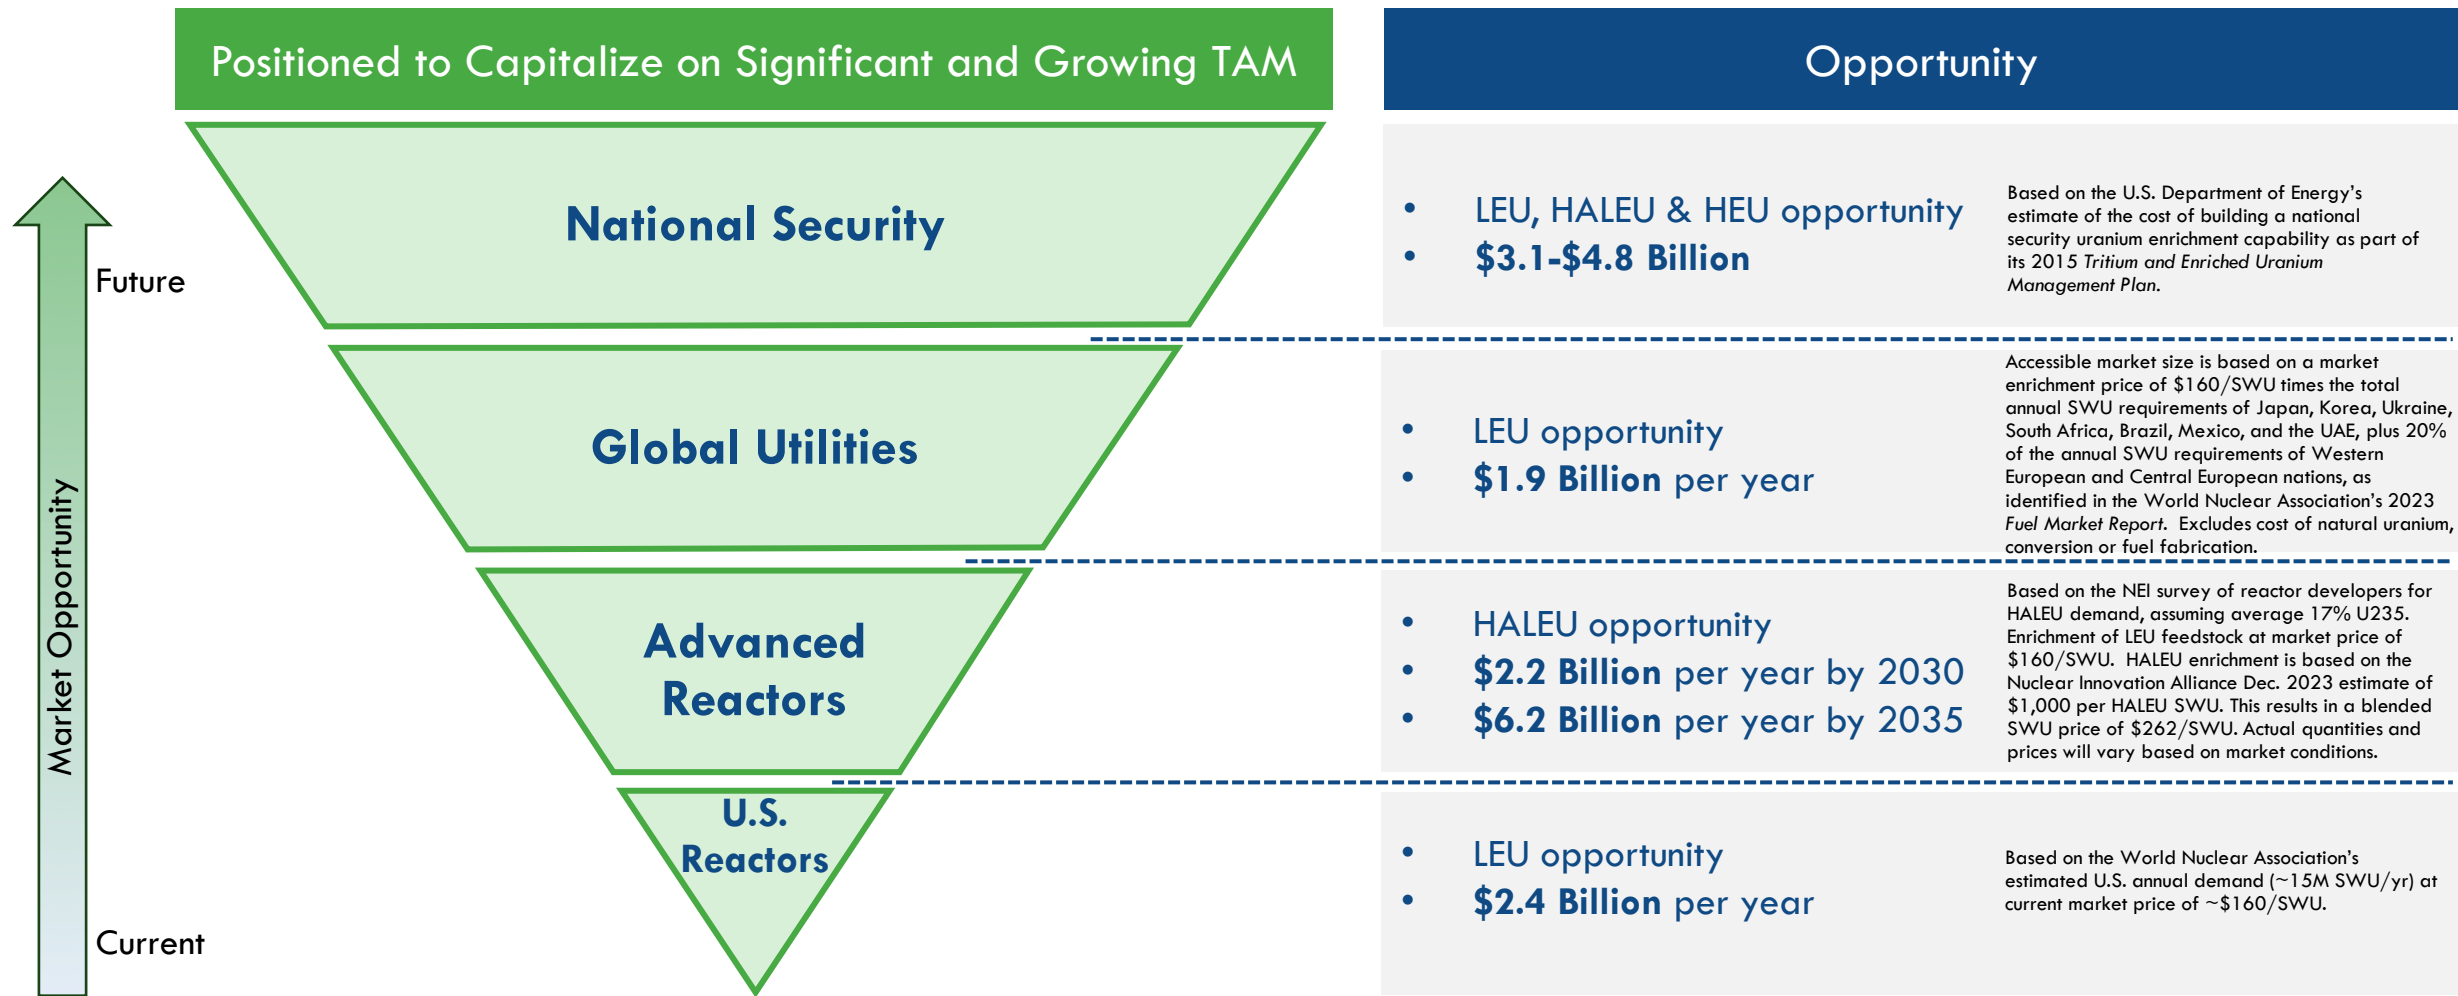 Positioned to Capitalize on Significant and Growing TAM
Opportunity
Future
Market Opportunity
Current
National Security
• LEU, HALEU & HEU opportunity
• $3.1-$4.8 Billion
Based on the U.S. Department of Energy's
estimate of the cost of building a national
security uranium enrichment capability as part of
its 2015 Tritium and Enriched Uranium
Management Plan.
Global Utilities
• LEU opportunity
• $1.9 Billion per year
Accessible market size is based on a market
enrichment price of $160/SWU times the total
annual SWU requirements of Japan, Korea, Ukraine,
South Africa, Brazil, Mexico, and the UAE, plus 20%
of the annual SWU requirements of Western
European and Central European nations, as
identified in the World Nuclear Association's 2023
Fuel Market Report. Excludes cost of natural uranium,
conversion or fuel fabrication.
Advanced
Reactors
• HALEU opportunity
• $2.2 Billion per year by 2030
• $6.2 Billion per year by 2035
Based on the NEI survey of reactor developers for
HALEU demand, assuming average 17% U235.
Enrichment of LEU feedstock at market price of
$160/SWU. HALEU enrichment is based on the
Nuclear Innovation Alliance Dec. 2023 estimate of
$1,000 per HALEU SWU. This results in a blended
SWU price of $262/SWU. Actual quantities and
prices will vary based on market conditions.
U.S.
Reactors
• LEU opportunity
• $2.4 Billion per year
Based on the World Nuclear Association's
estimated U.S. annual demand (~15M SWU/yr) at
current market price of ~$160/SWU.